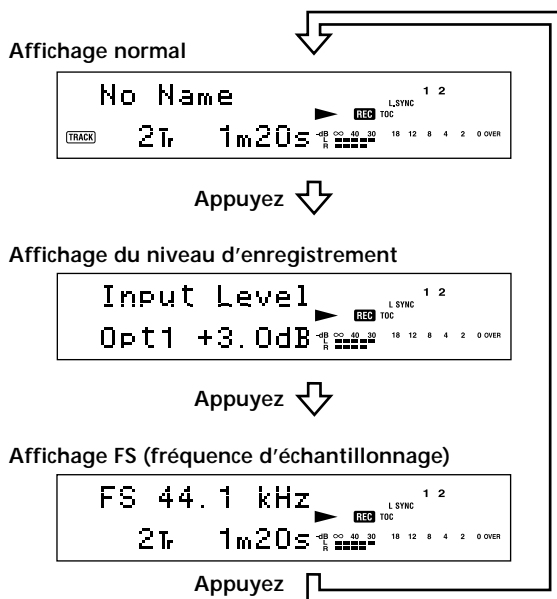 Affichage normal
No Name
1 2
L.SYNC
REC TOC
TRACK 2Tr 1m20s -dB ∞ 40 30 18 12 8 4 2 0 OVER
L
R
Appuyez
Affichage du niveau d'enregistrement
Input Level
1 2
L SYNC
REC TOC
Opt1 +3.0dB -dB ∞ 40 30 18 12 8 4 2 0 OVER
L
R
Appuyez
Affichage FS (fréquence d'échantillonnage)
FS 44.1 kHz
1 2
L SYNC
REC TOC
2Tr 1m20s -dB ∞ 40 30 18 12 8 4 2 0 OVER
L
R
Appuyez